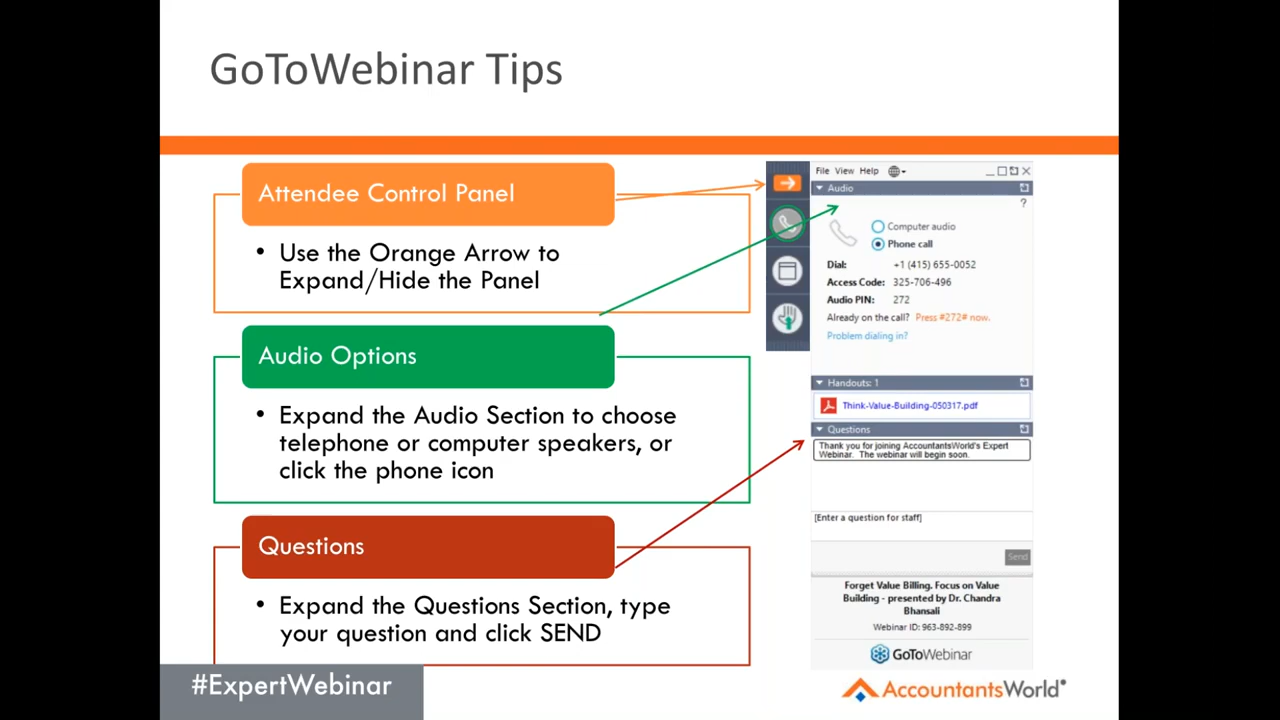 GoToWebinar Tips
Attendee Control Panel
• Use the Orange Arrow to
Expand/Hide the Panel
Audio Options
• Expand the Audio Section to choose
telephone or computer speakers, or
click the phone icon
Questions
• Expand the Questions Section, type
your question and click SEND
#ExpertWebinar
File View Help
Audio
?
Computer audio
Phone call
Dial: +1 (415) 655-0052
Access Code: 325-706-496
Audio PIN: 272
Already on the call? Press #272# now.
Problem dialing in?
Handouts: 1
Think-Value-Building-050317.pdf
Questions
Thank you for joining AccountantsWorld's Expert
Webinar. The webinar will begin soon.
[Enter a question for staff]
Send
Forget Value Billing. Focus on Value
Building - presented by Dr. Chandra
Bhansali
Webinar ID: 963-892-899
GoToWebinar
AccountantsWorld